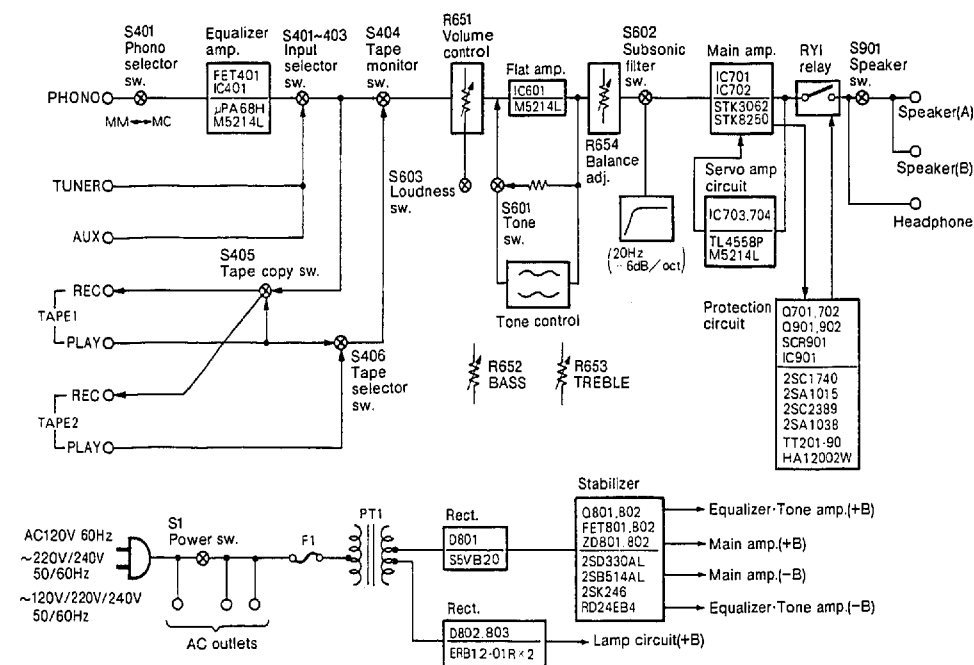 S401
Phono
selector
sw.
Equalizer
amp.
S401~403
Input
selector
sw.
S404
Tape
monitor
sw.
R651
Volume
control
Flat amp.
S602
Subsonic
filter
sw.
Main amp.
RYI
relay
S901
Speaker
sw.
PHONO
MM↔MC
FET401
IC401
μPA68H
M5214L
IC601
M5214L
IC701
IC702
STK3062
STK8250
Speaker(A)
R654
Balance
adj.
Speaker(B)
TUNER
S603
Loudness
sw.
S601
Tone
sw.
Servo amp
circuit
Headphone
AUX
IC703,704
TL4558P
M5214L
(20Hz
-6dB/oct)
S405
Tape copy sw.
REC
TAPE1
PLAY
Tone control
Protection
circuit
Q701,702
Q901,902
SCR901
IC901
2SC1740
2SA1015
2SC2389
2SA1038
TT201-90
HA12002W
S406
Tape
selector
sw.
R652
BASS
R653
TREBLE
REC
TAPE2
PLAY
Stabilizer
AC120V 60Hz
~220V/240V
50/60Hz
~120V/220V/240V
50/60Hz
S1
Power sw.
F1
PT1
Rect.
D801
S5VB20
Q801,802
FET801,802
ZD801,802
2SD330AL
2SB514AL
2SK246
RD24EB4
Equalizer·Tone amp.(+B)
Main amp.(+B)
Main amp.(−B)
Equalizer·Tone amp.(−B)
AC outlets
Rect.
D802,803
ERB12-01R×2
Lamp circuit(+B)